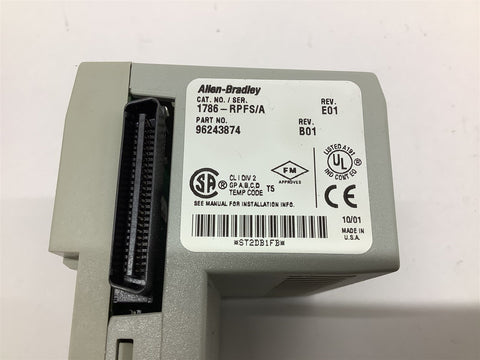 Allen-Bradley
CAT. NO. / SER. REV.
1786-RPFS/A E01
PART NO. REV.
96243874 B01
LISTED A197
UL
IND CONT EQ
FM
APPROVED
SA
CL I DIV 2
GP A,B,C,D
TEMP CODE T5
SEE MANUAL FOR INSTALLATION INFO.
CE
10/01
MADE IN
U.S.A.
*ST2DB1FB*